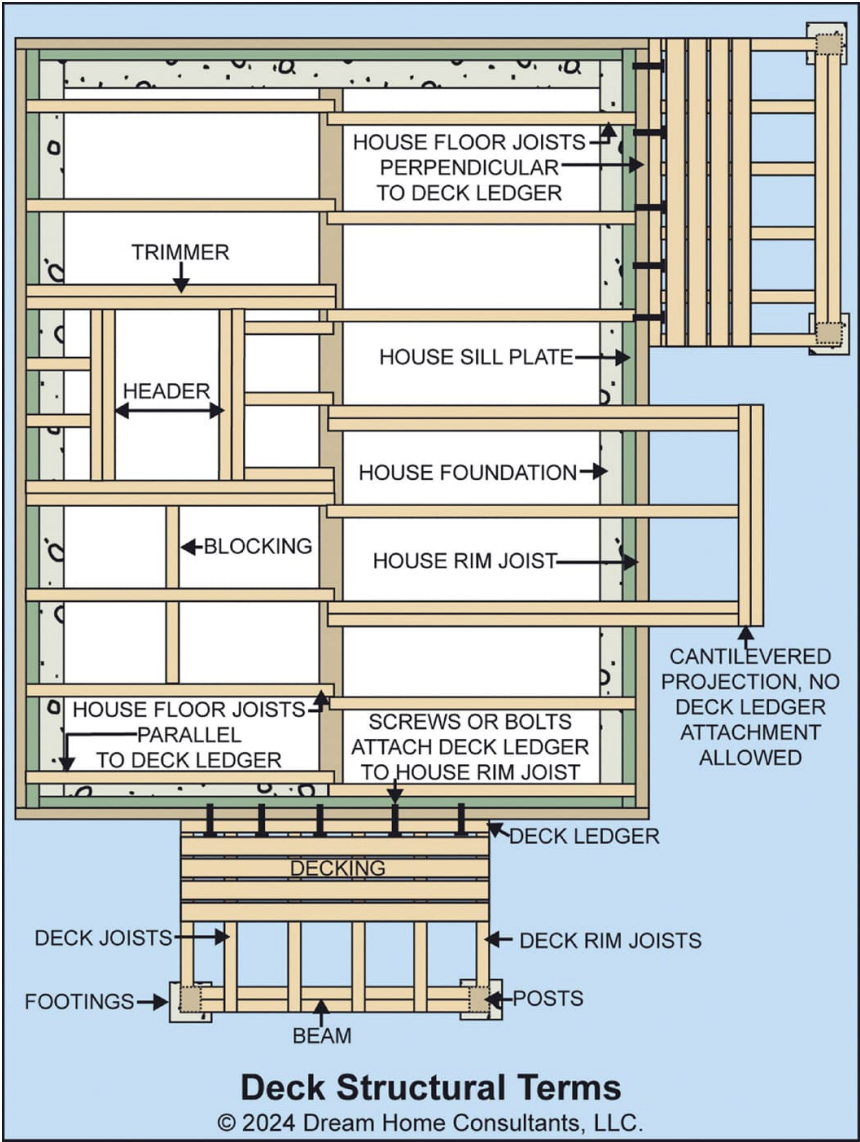 HOUSE FLOOR JOISTS
PERPENDICULAR
TO DECK LEDGER
TRIMMER
HOUSE SILL PLATE
HEADER
HOUSE FOUNDATION
BLOCKING
HOUSE RIM JOIST
CANTILEVERED
PROJECTION, NO
DECK LEDGER
ATTACHMENT
ALLOWED
HOUSE FLOOR JOISTS
PARALLEL
TO DECK LEDGER
SCREWS OR BOLTS
ATTACH DECK LEDGER
TO HOUSE RIM JOIST
DECK LEDGER
DECKING
DECK JOISTS
DECK RIM JOISTS
FOOTINGS
POSTS
BEAM
Deck Structural Terms
© 2024 Dream Home Consultants, LLC.